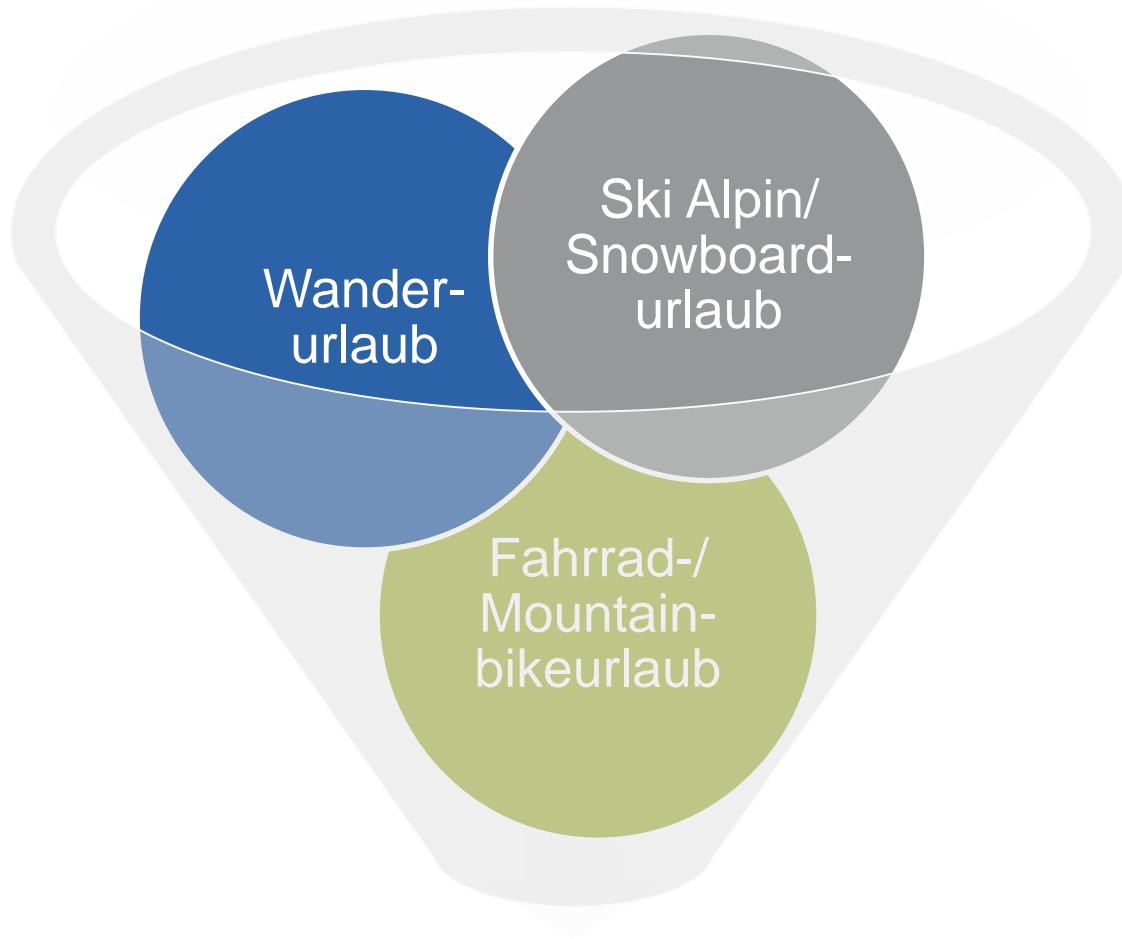 Wander-
urlaub
Ski Alpin/
Snowboard-
urlaub
Fahrrad-/
Mountain-
bikeurlaub